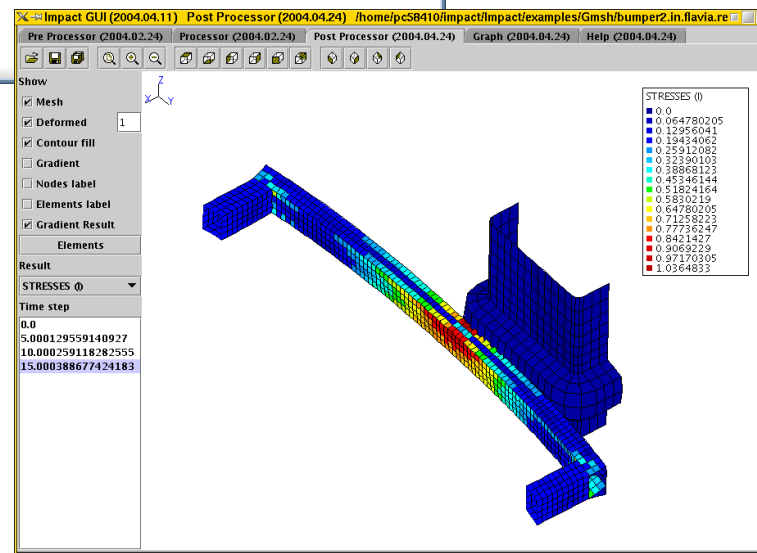 Impact GUI (2004.04.11) Post Processor (2004.04.24) /home/pc58410/impact/Impact/examples/Gmsh/bumper2.in.flavia.re
Pre Processor (2004.02.24) Processor (2004.02.24) Post Processor (2004.04.24) Graph (2004.04.24) Help (2004.04.24)
Show
Mesh
Deformed 1
Contour fill
Gradient
Nodes label
Elements label
Gradient Result
Elements
Result
STRESSES (I)
Time step
0.0
5.000129559140927
10.000259118282555
15.000388677424183
Z
X Y
STRESSES (I)
0.0
0.064780205
0.12956041
0.19434062
0.25912082
0.32390103
0.38868123
0.45346144
0.51824164
0.5830219
0.64780205
0.71258223
0.77736247
0.8421427
0.9069229
0.97170305
1.0364833